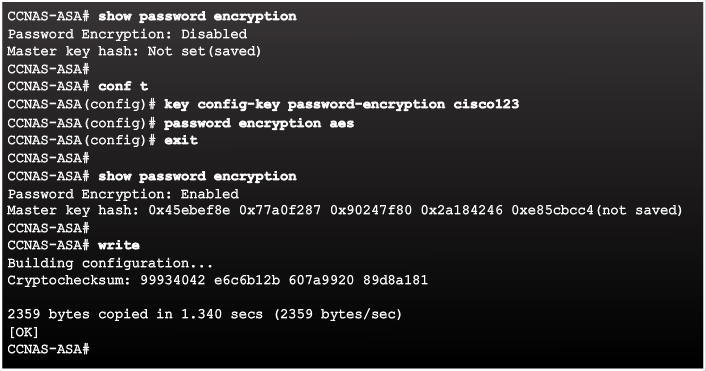 CCNAS-ASA# show password encryption
Password Encryption: Disabled
Master key hash: Not set(saved)
CCNAS-ASA#
CCNAS-ASA# conf t
CCNAS-ASA(config)# key config-key password-encryption cisco123
CCNAS-ASA(config)# password encryption aes
CCNAS-ASA(config)# exit
CCNAS-ASA#
CCNAS-ASA# show password encryption
Password Encryption: Enabled
Master key hash: 0x45ebef8e 0x77a0f287 0x90247f80 0x2a184246 0xe85cbcc4(not saved)
CCNAS-ASA#
CCNAS-ASA# write
Building configuration...
Cryptochecksum: 99934042 e6c6b12b 607a9920 89d8a181
2359 bytes copied in 1.340 secs (2359 bytes/sec)
[OK]
CCNAS-ASA#